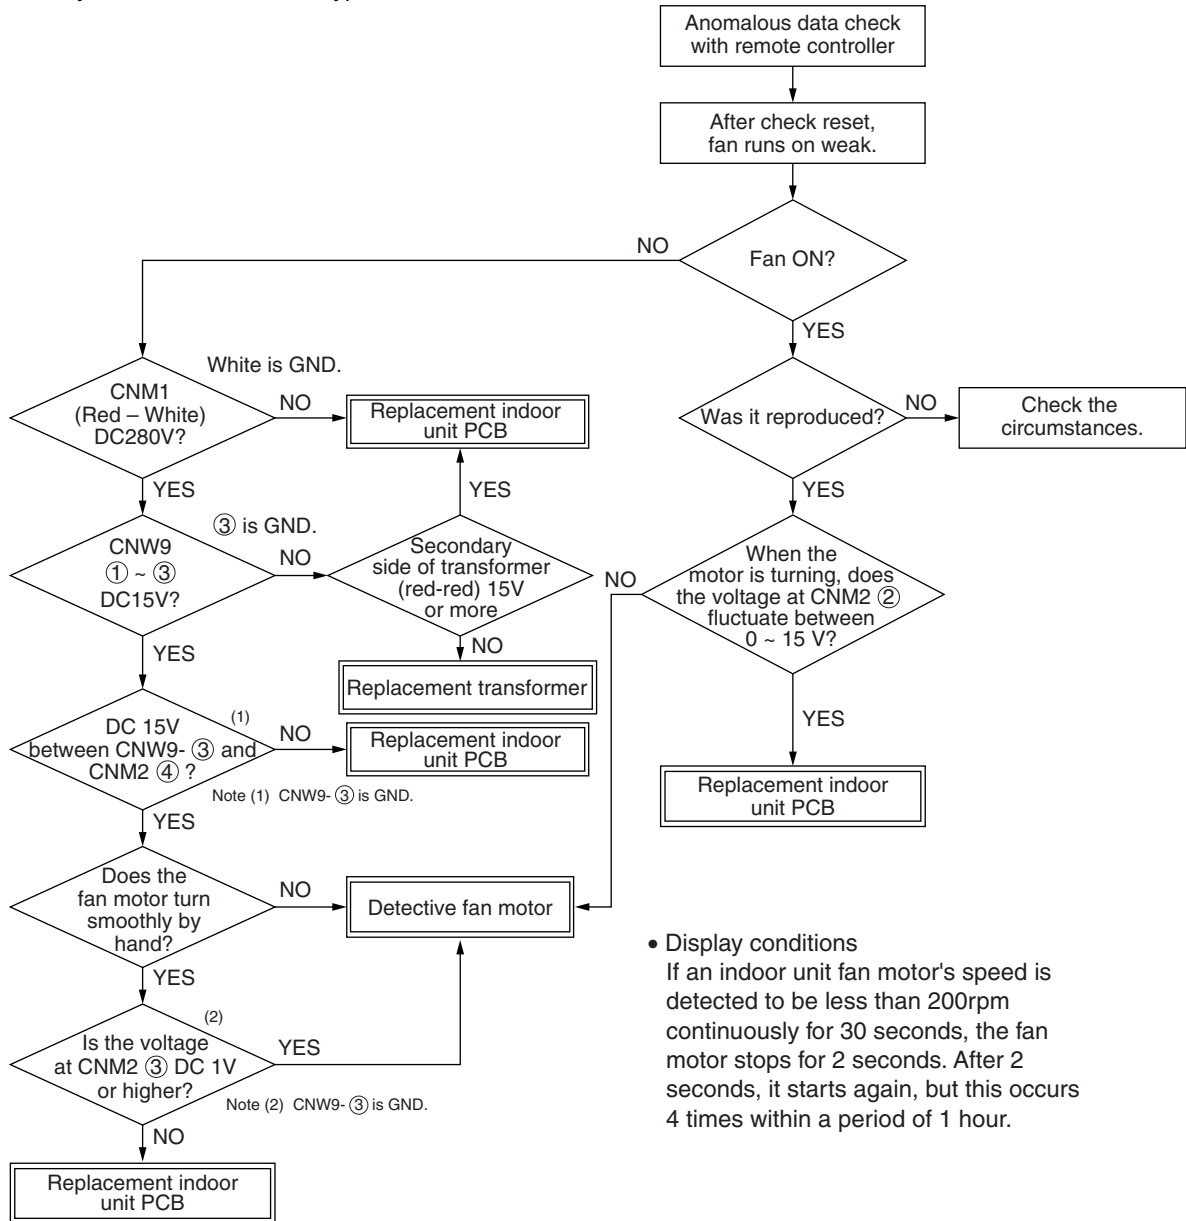 Anomalous data check
with remote controller
After check reset,
fan runs on weak.
Fan ON?
NO
YES
Was it reproduced?
NO
Check the
circumstances.
YES
When the
motor is turning, does
the voltage at CNM2 ②
fluctuate between
0 ~ 15 V?
NO
YES
Replacement indoor
unit PCB
White is GND.
CNM1
(Red – White)
DC280V?
NO
Replacement indoor
unit PCB
YES
③ is GND.
CNW9
① ~ ③
DC15V?
NO
Secondary
side of transformer
(red-red) 15V
or more
YES
NO
Replacement transformer
YES
DC 15V
between CNW9- ③ and
CNM2 ④ ?
(1)
NO
Replacement indoor
unit PCB
Note (1) CNW9- ③ is GND.
YES
Does the
fan motor turn
smoothly by
hand?
NO
Detective fan motor
YES
Is the voltage
at CNM2 ③ DC 1V
or higher?
(2)
YES
Note (2) CNW9- ③ is GND.
NO
Replacement indoor
unit PCB
• Display conditions
If an indoor unit fan motor's speed is
detected to be less than 200rpm
continuously for 30 seconds, the fan
motor stops for 2 seconds. After 2
seconds, it starts again, but this occurs
4 times within a period of 1 hour.